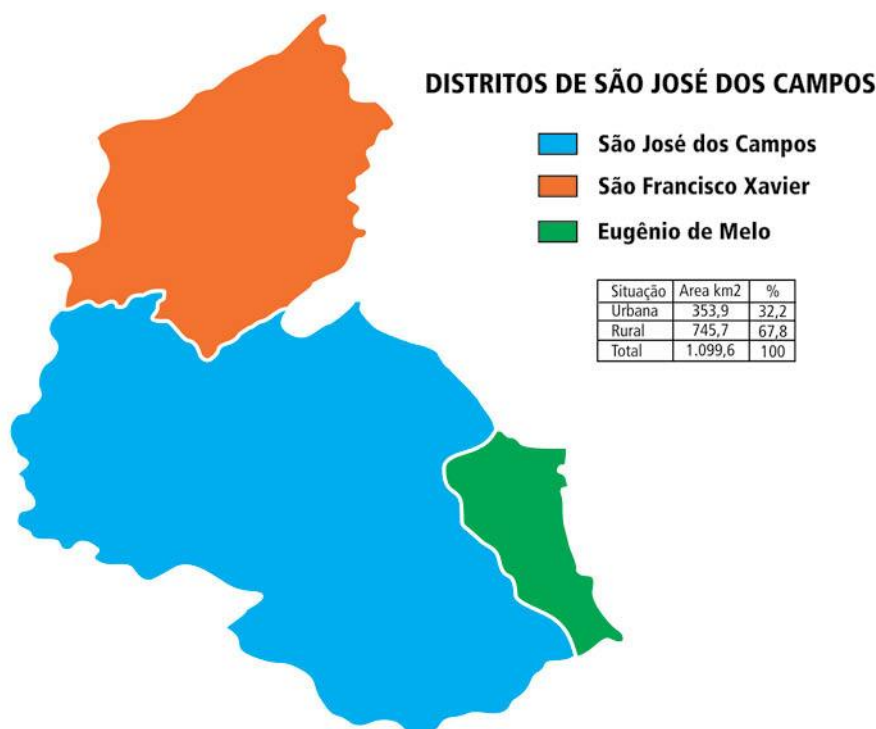 DISTRITOS DE SÃO JOSÉ DOS CAMPOS
São José dos Campos
São Francisco Xavier
Eugênio de Melo
Situação Area km2 %
Urbana 353,9 32,2
Rural 745,7 67,8
Total 1.099,6 100